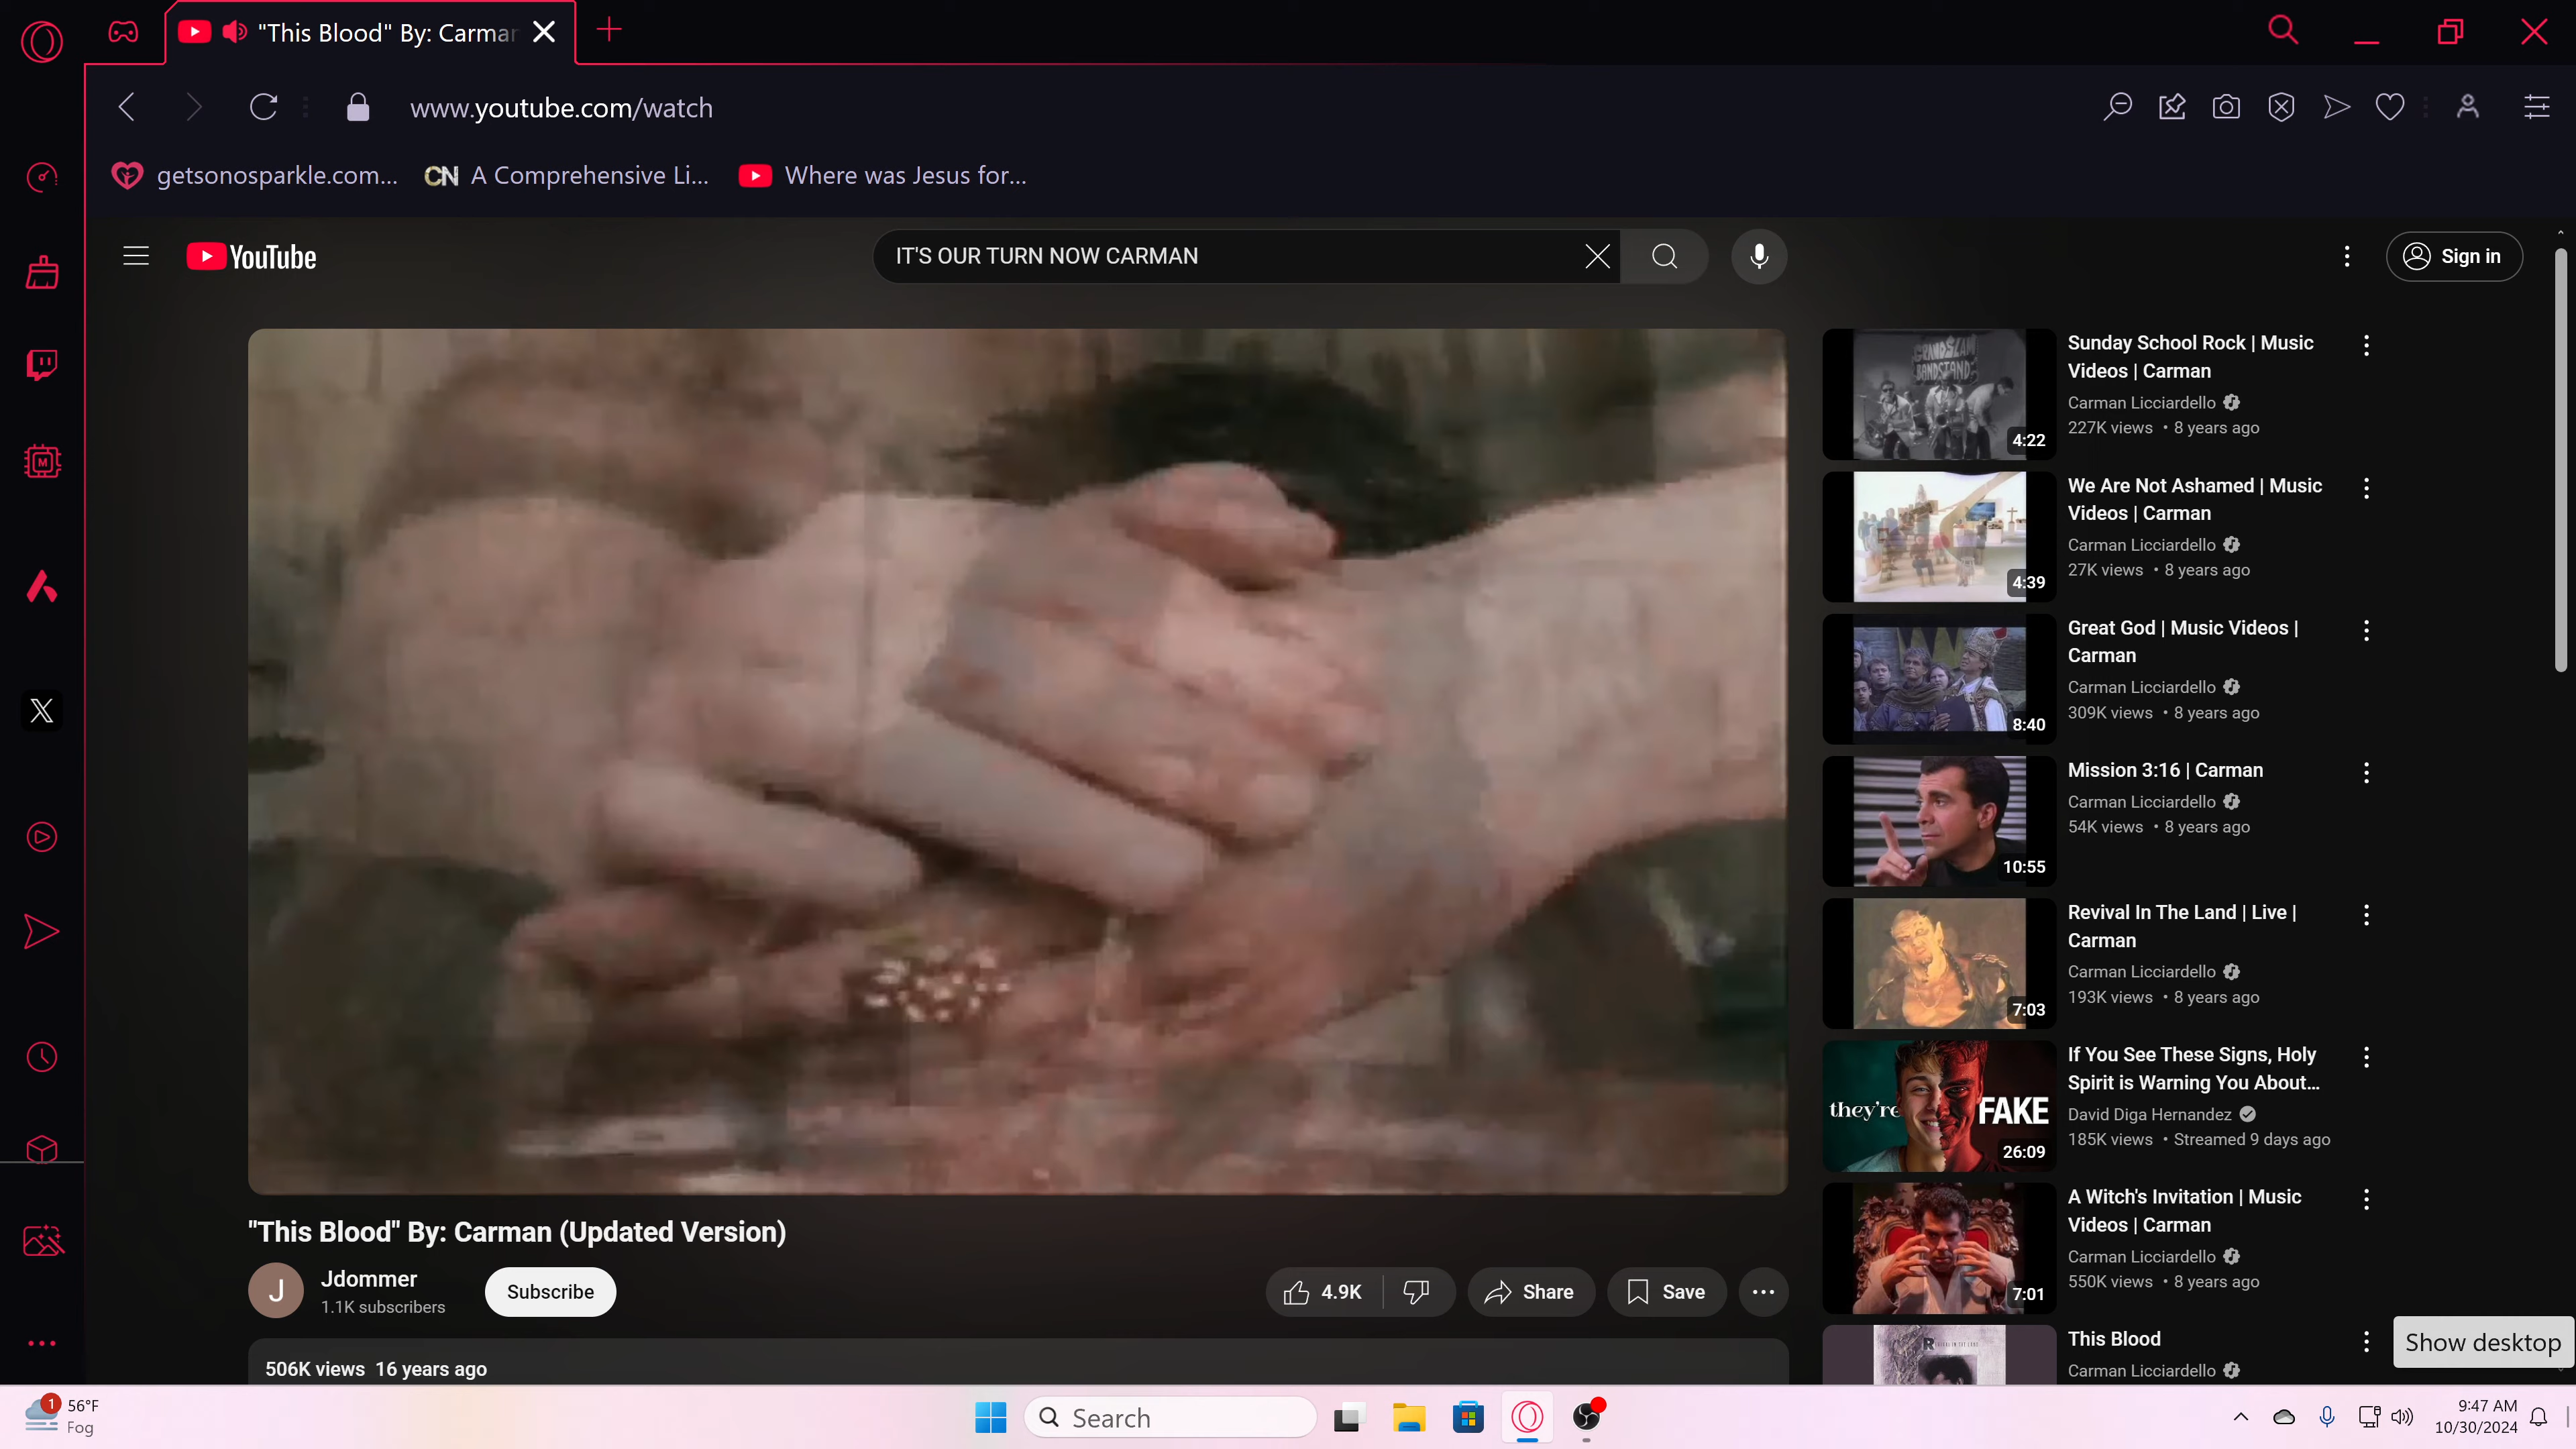 "This Blood" By: Carman
www.youtube.com/watch
getsonosparkle.com...
CN A Comprehensive Li...
Where was Jesus for...
YouTube
IT'S OUR TURN NOW CARMAN
Sign in
GRANDSLAM
BANDSTAND
4:22
Sunday School Rock | Music
Videos | Carman
Carman Licciardello
227K views • 8 years ago
4:39
We Are Not Ashamed | Music
Videos | Carman
Carman Licciardello
27K views • 8 years ago
8:40
Great God | Music Videos |
Carman
Carman Licciardello
309K views • 8 years ago
10:55
Mission 3:16 | Carman
Carman Licciardello
54K views • 8 years ago
7:03
Revival In The Land | Live |
Carman
Carman Licciardello
193K views • 8 years ago
they're FAKE
26:09
If You See These Signs, Holy
Spirit is Warning You About...
David Diga Hernandez
185K views • Streamed 9 days ago
7:01
A Witch's Invitation | Music
Videos | Carman
Carman Licciardello
550K views • 8 years ago
This Blood
Carman Licciardello
"This Blood" By: Carman (Updated Version)
J
Jdommer
1.1K subscribers
Subscribe
4.9K
Share
Save
506K views 16 years ago
Show desktop
1
56°F
Fog
Search
9:47 AM
10/30/2024